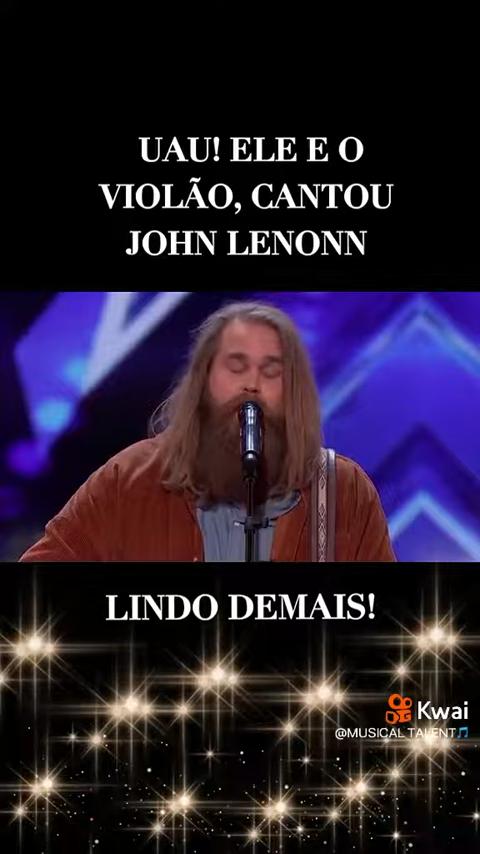 UAU! ELE E O
VIOLÃO, CANTOU
JOHN LENONN
LINDO DEMAIS!
Kwai
@MUSICAL TALENT🎵